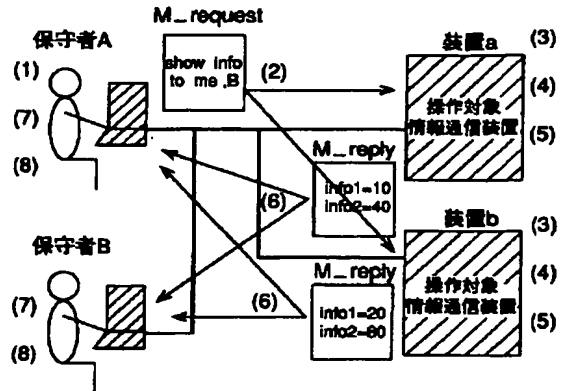 M_request
保守者A
(1)
(7)
(8)
show info
to me ,B
(2)
装置a
(3)
(4)
(5)
操作対象
情報通信装置
M_reply
info1=10
info2=40
(6)
保守者B
(7)
(8)
装置b
(3)
(4)
(5)
操作対象
情報通信装置
M_reply
info1=20
info2=80
(6)